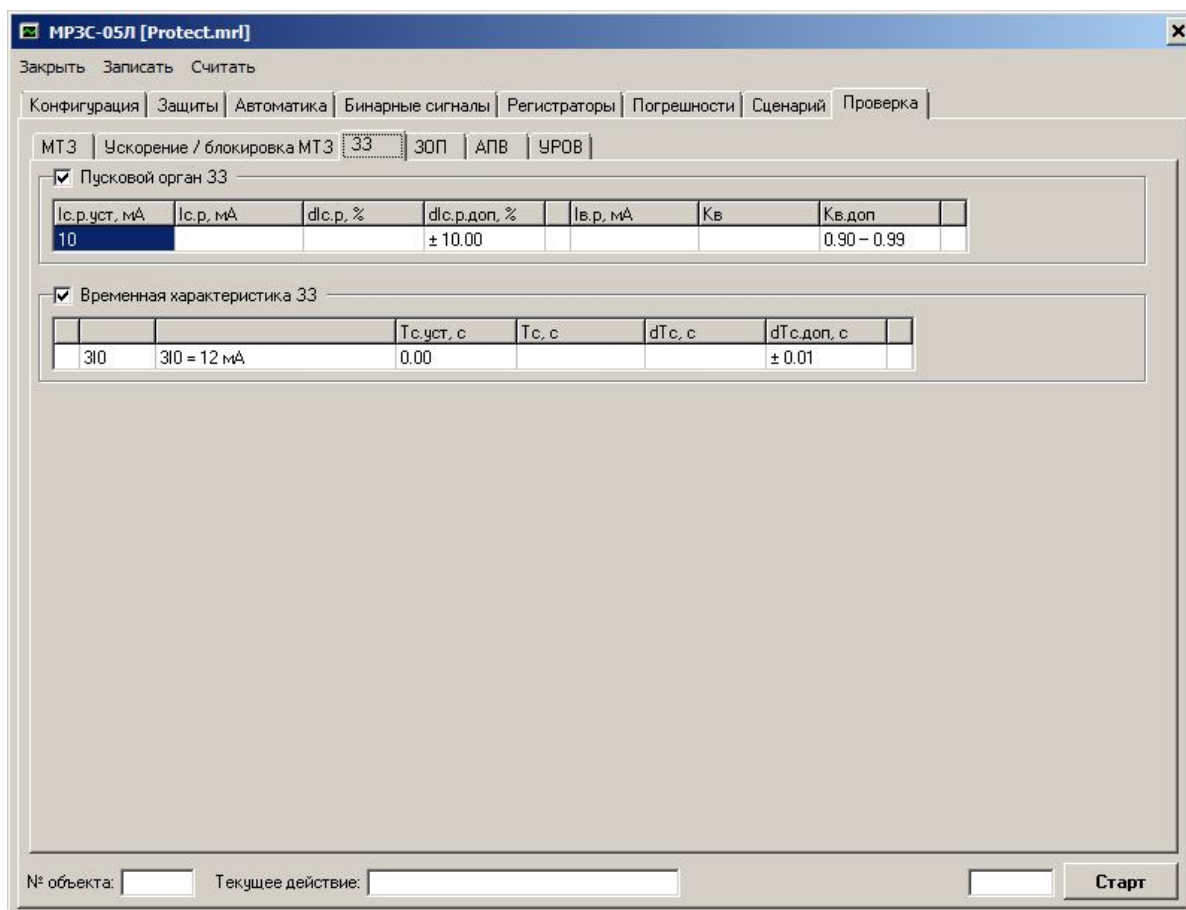 МРЗС-05Л [Protect.mrl]
Закрыть Записать Считать
Конфигурация Защиты Автоматика Бинарные сигналы Регистраторы Погрешности Сценарий Проверка
МТЗ Ускорение / блокировка МТЗ ЗЗ ЗОП АПВ УРОВ
Пусковой орган ЗЗ
Iс.р.уст, мА Iс.р, мА dIс.р, % dIс.р.доп, % Iв.р, мА Кв Кв.доп
10 ± 10.00 0.90 – 0.99
Временная характеристика ЗЗ
Тс.уст, с Тс, с dТс, с dТс.доп, с
3I0 3I0 = 12 мА 0.00 ± 0.01
№ объекта: Текущее действие: Старт